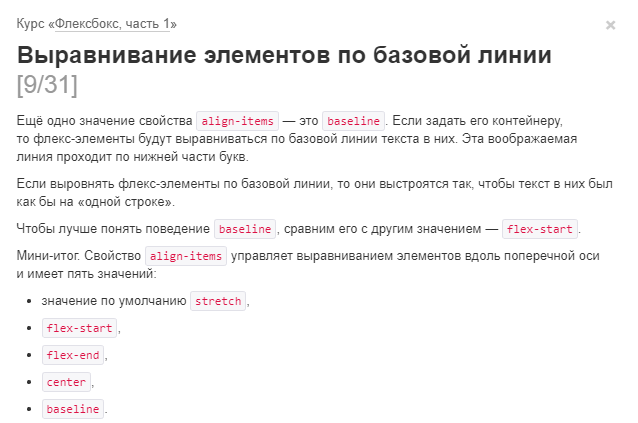 Курс «Флексбокс, часть 1»
×
Выравнивание элементов по базовой линии
[9/31]
Ещё одно значение свойства align-items — это baseline. Если задать его контейнеру,
то флекс-элементы будут выравниваться по базовой линии текста в них. Эта воображаемая
линия проходит по нижней части букв.
Если выровнять флекс-элементы по базовой линии, то они выстроятся так, чтобы текст в них был
как бы на «одной строке».
Чтобы лучше понять поведение baseline, сравним его с другим значением — flex-start.
Мини-итог. Свойство align-items управляет выравниванием элементов вдоль поперечной оси
и имеет пять значений:
• значение по умолчанию stretch,
• flex-start,
• flex-end,
• center,
• baseline.